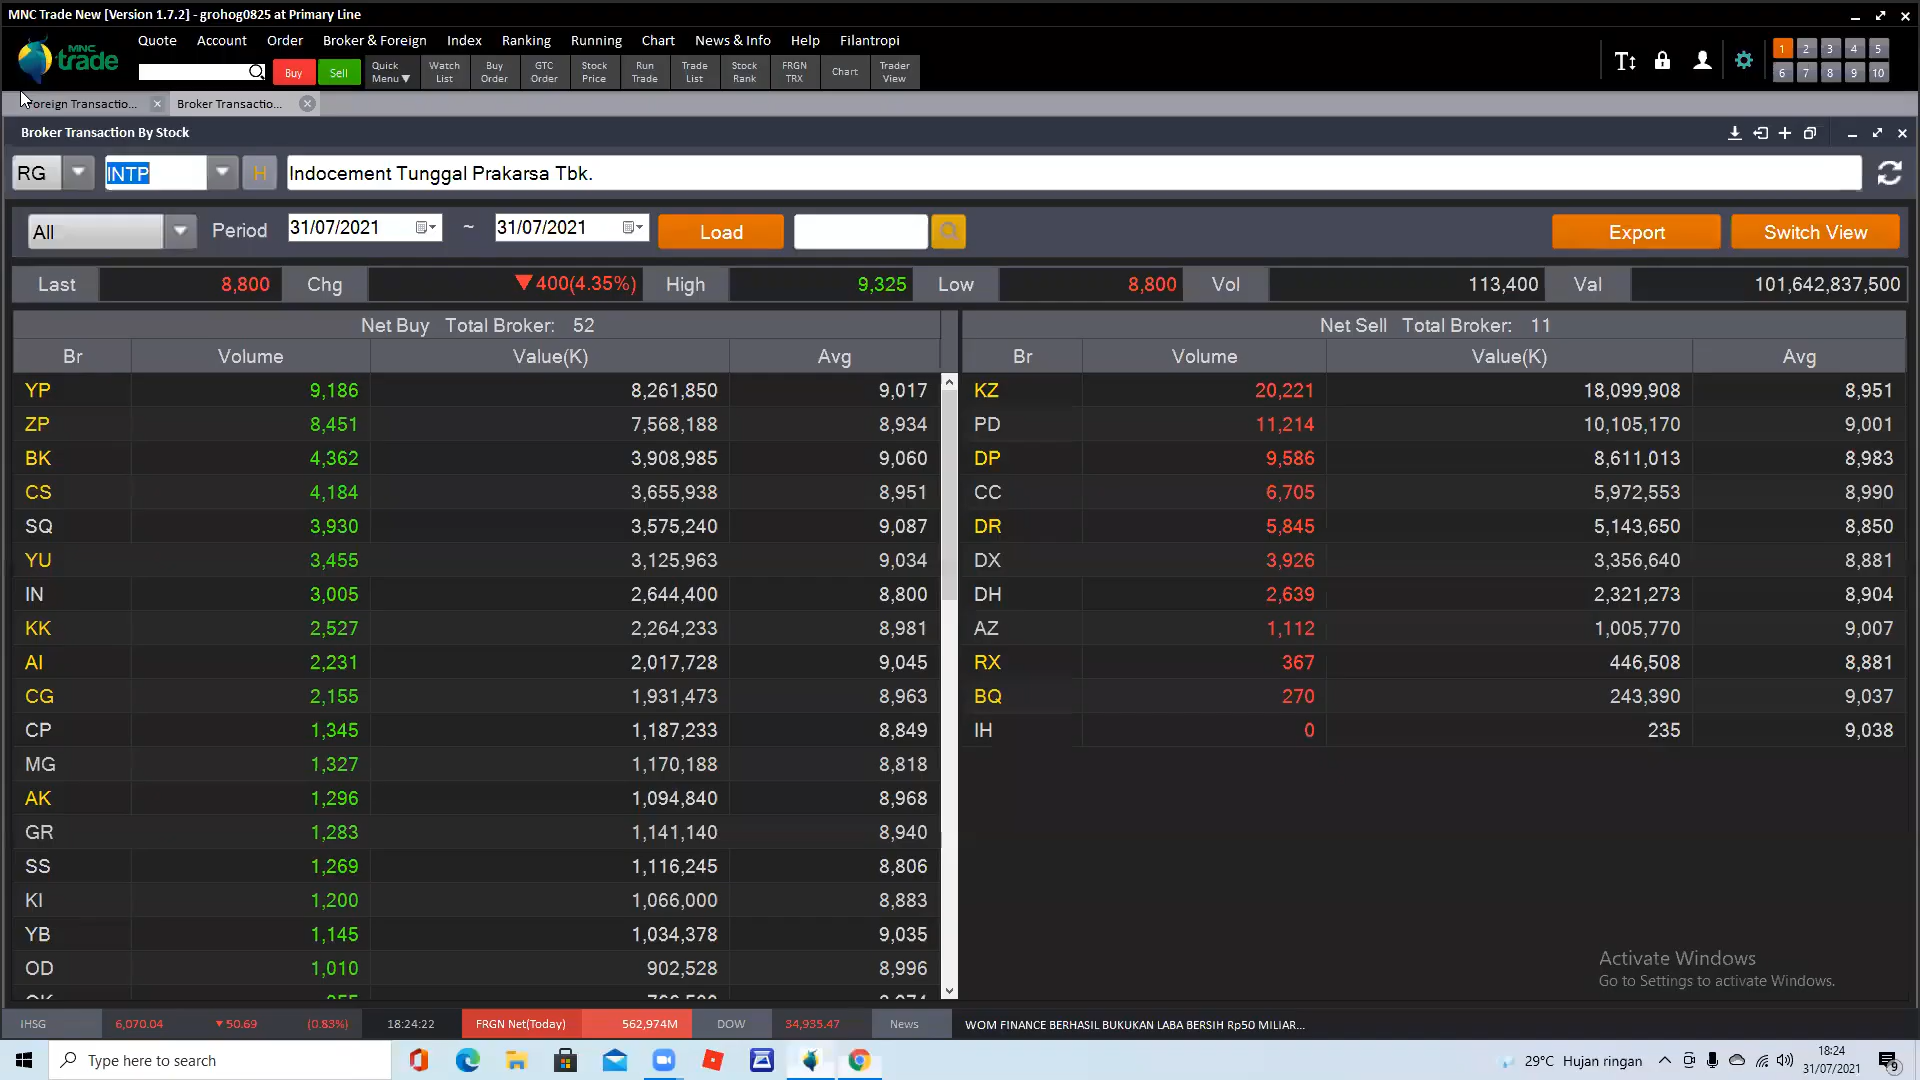 MNC Trade New [Version 1.7.2] - grohog0825 at Primary Line
MNC trade
Quote Account Order Broker & Foreign Index Ranking Running Chart News & Info Help Filantropi
Buy Sell Quick Menu▼ Watch List Buy Order GTC Order Stock Price Run Trade Trade List Stock Rank FRGN TRX Chart Trader View
1 2 3 4 5
6 7 8 9 10
Foreign Transactio... Broker Transactio...
Broker Transaction By Stock
RG INTP H Indocement Tunggal Prakarsa Tbk.
All Period 31/07/2021 ~ 31/07/2021 Load Export Switch View
Last 8,800 Chg ▼400(4.35%) High 9,325 Low 8,800 Vol 113,400 Val 101,642,837,500
Net Buy Total Broker: 52 Net Sell Total Broker: 11
Br Volume Value(K) Avg Br Volume Value(K) Avg
YP 9,186 8,261,850 9,017 KZ 20,221 18,099,908 8,951
ZP 8,451 7,568,188 8,934 PD 11,214 10,105,170 9,001
BK 4,362 3,908,985 9,060 DP 9,586 8,611,013 8,983
CS 4,184 3,655,938 8,951 CC 6,705 5,972,553 8,990
SQ 3,930 3,575,240 9,087 DR 5,845 5,143,650 8,850
YU 3,455 3,125,963 9,034 DX 3,926 3,356,640 8,881
IN 3,005 2,644,400 8,800 DH 2,639 2,321,273 8,904
KK 2,527 2,264,233 8,981 AZ 1,112 1,005,770 9,007
AI 2,231 2,017,728 9,045 RX 367 446,508 8,881
CG 2,155 1,931,473 8,963 BQ 270 243,390 9,037
CP 1,345 1,187,233 8,849 IH 0 235 9,038
MG 1,327 1,170,188 8,818
AK 1,296 1,094,840 8,968
GR 1,283 1,141,140 8,940
SS 1,269 1,116,245 8,806
KI 1,200 1,066,000 8,883
YB 1,145 1,034,378 9,035
OD 1,010 902,528 8,996
Activate Windows
Go to Settings to activate Windows.
IHSG 6,070.04 ▼50.69 (0.83%) 18:24:22 FRGN Net(Today) 562,974M DOW 34,935.47 News WOM FINANCE BERHASIL BUKUKAN LABA BERSIH Rp50 MILIAR...
Type here to search 29°C Hujan ringan 18:24
31/07/2021 9